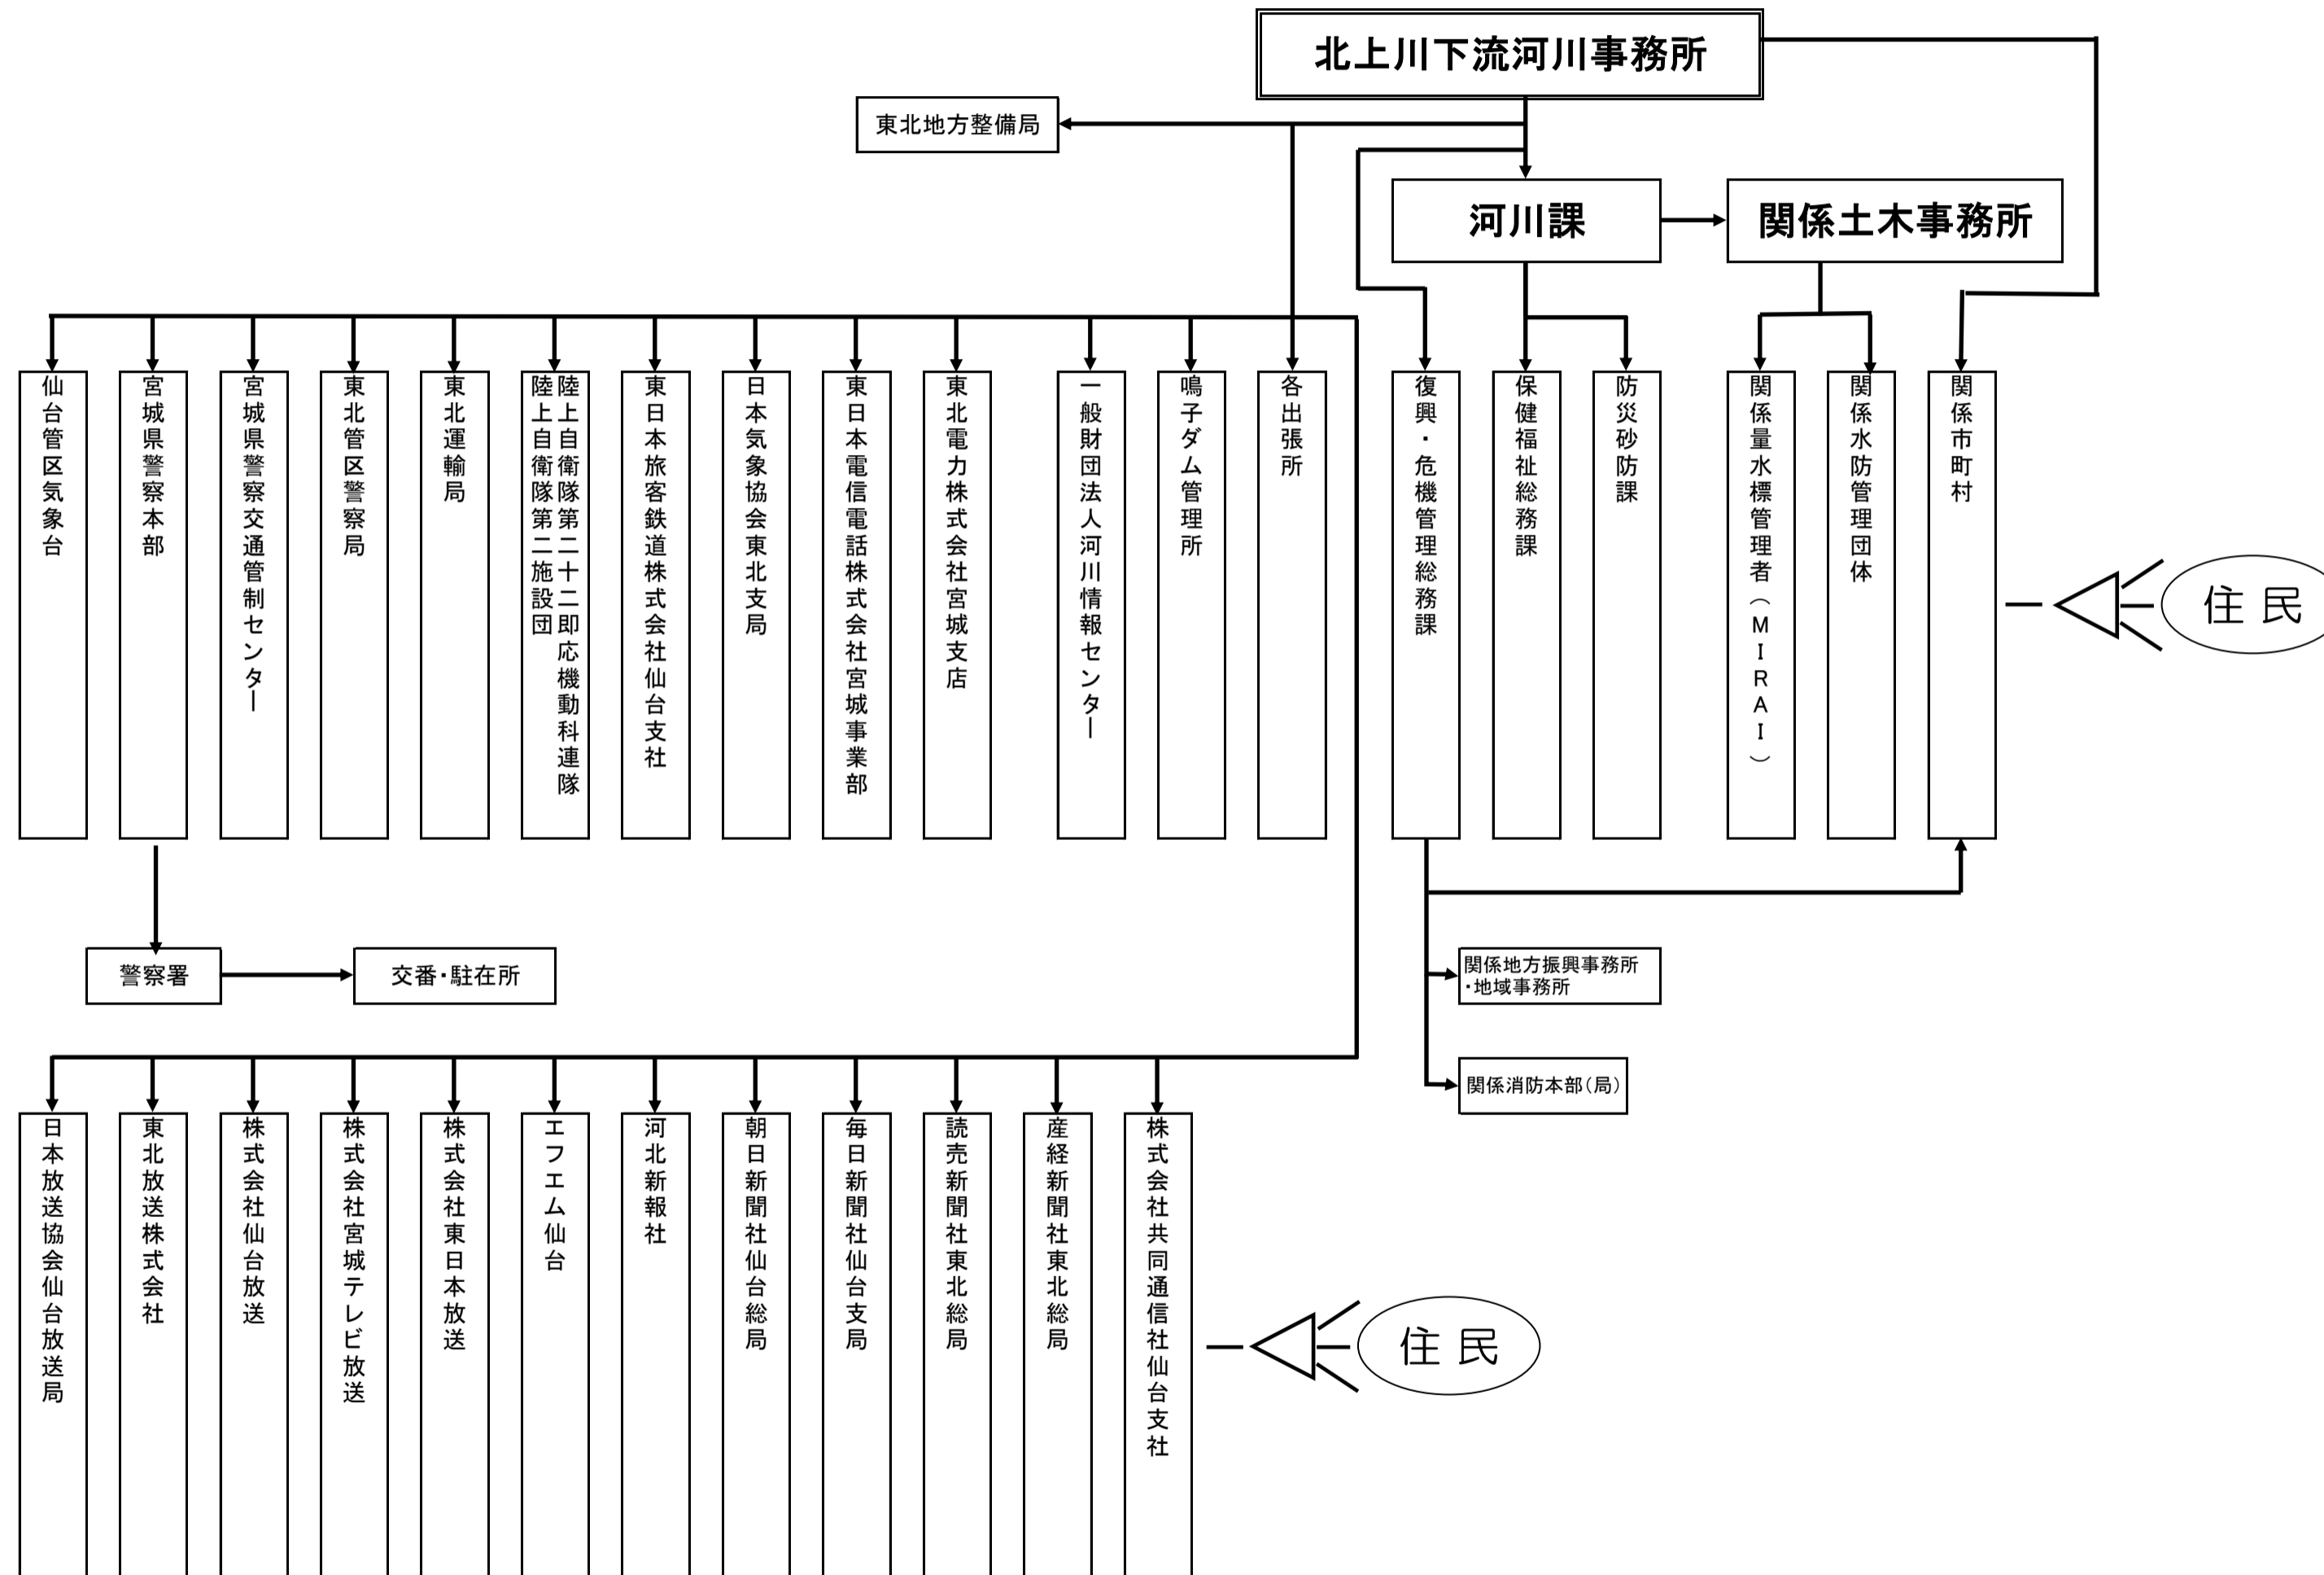 北上川下流河川事務所
東北地方整備局
河川課
関係土木事務所
仙台管区気象台
宮城県警察本部
宮城県警察交通管制センター
東北管区警察局
東北運輸局
陸上自衛隊第二十二即応機動科連隊
陸上自衛隊第二施設団
東日本旅客鉄道株式会社仙台支社
日本気象協会東北支局
東日本電信電話株式会社宮城事業部
東北電力株式会社宮城支店
一般財団法人河川情報センター
鳴子ダム管理所
各出張所
復興・危機管理総務課
保健福祉総務課
防災砂防課
関係量水標管理者（ＭＩＲＡＩ）
関係水防管理団体
関係市町村
住民
警察署
交番・駐在所
関係地方振興事務所
・地域事務所
関係消防本部（局）
日本放送協会仙台放送局
東北放送株式会社
株式会社仙台放送
株式会社宮城テレビ放送
株式会社東日本放送
エフエム仙台
河北新報社
朝日新聞社仙台総局
毎日新聞社仙台支局
読売新聞社東北総局
産経新聞社東北総局
株式会社共同通信社仙台支社
住民